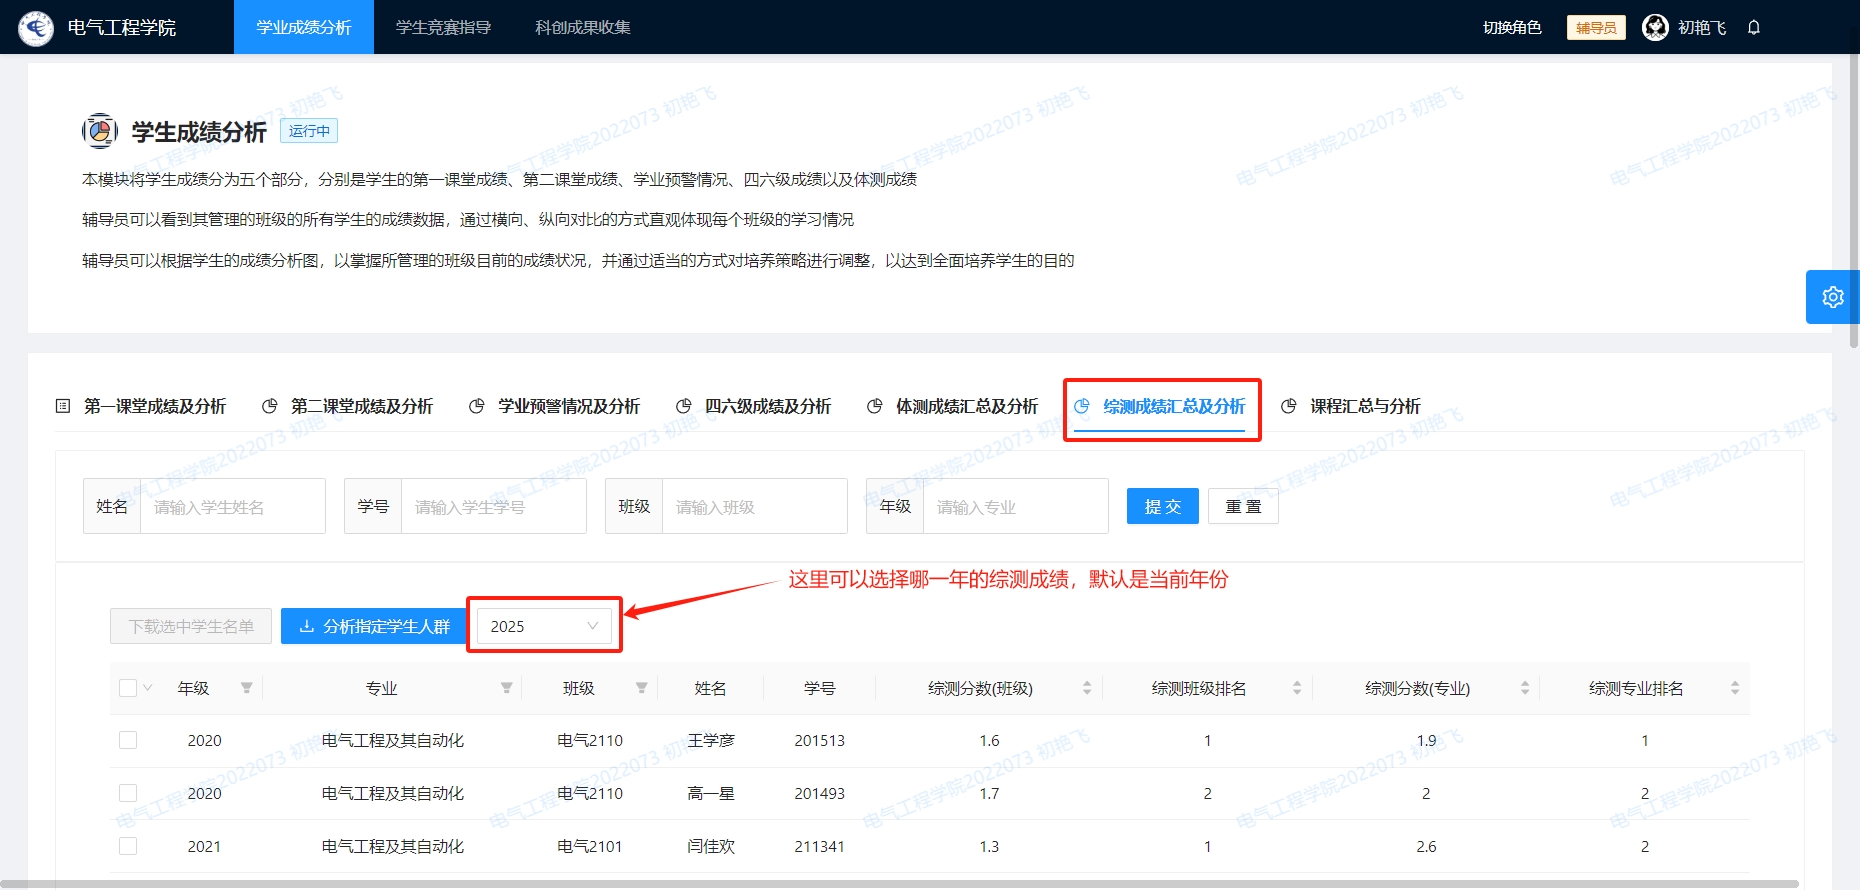 电气工程学院
学业成绩分析
学生竞赛指导
科创成果收集
切换角色
辅导员
初艳飞
学生成绩分析
运行中
本模块将学生成绩分为五个部分，分别是学生的第一课堂成绩、第二课堂成绩、学业预警情况、四六级成绩以及体测成绩
辅导员可以看到其管理的班级的所有学生的成绩数据，通过横向、纵向对比的方式直观体现每个班级的学习情况
辅导员可以根据学生的成绩分析图，以掌握所管理的班级目前的成绩状况，并通过适当的方式对培养策略进行调整，以达到全面培养学生的目的
第一课堂成绩及分析
第二课堂成绩及分析
学业预警情况及分析
四六级成绩及分析
体测成绩汇总及分析
综测成绩汇总及分析
课程汇总与分析
姓名 请输入学生姓名
学号 请输入学生学号
班级 请输入班级
年级 请输入专业
提 交
重 置
这里可以选择哪一年的综测成绩，默认是当前年份
下载选中学生名单
分析指定学生人群
2025
年级 专业 班级 姓名 学号 综测分数(班级) 综测班级排名 综测分数(专业) 综测专业排名
2020 电气工程及其自动化 电气2110 王学彦 201513 1.6 1 1.9 1
2020 电气工程及其自动化 电气2110 高一星 201493 1.7 2 2 2
2021 电气工程及其自动化 电气2101 闫佳欢 211341 1.3 1 2.6 2
电气工程学院2022073 初艳飞